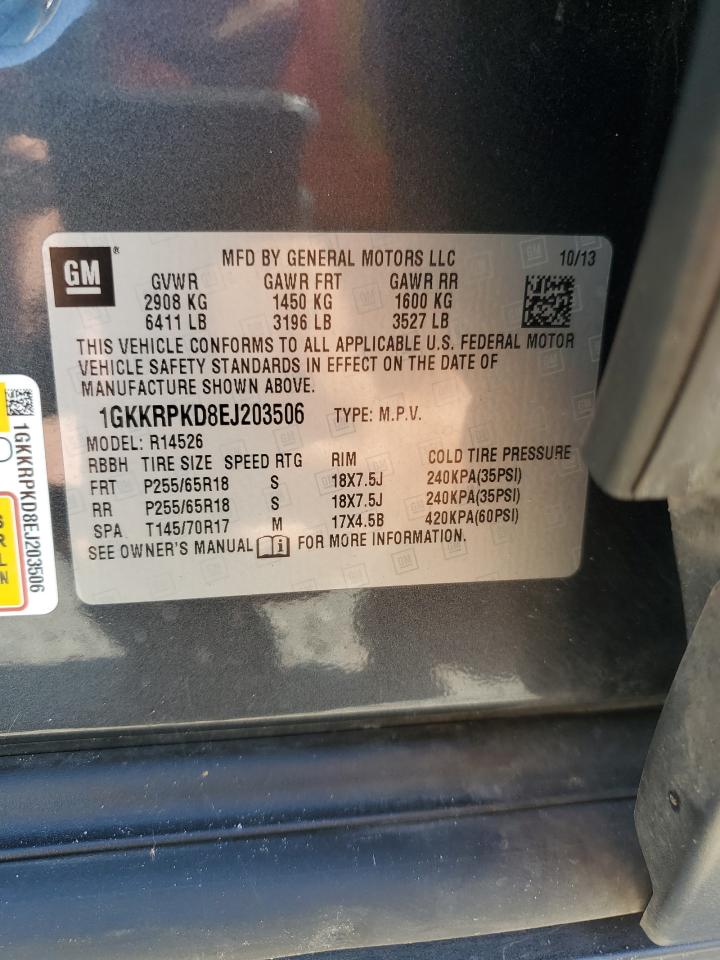 GM®
MFD BY GENERAL MOTORS LLC 10/13
GVWR GAWR FRT GAWR RR
2908 KG 1450 KG 1600 KG
6411 LB 3196 LB 3527 LB
THIS VEHICLE CONFORMS TO ALL APPLICABLE U.S. FEDERAL MOTOR
VEHICLE SAFETY STANDARDS IN EFFECT ON THE DATE OF
MANUFACTURE SHOWN ABOVE.
1GKKRPKD8EJ203506 TYPE: M.P.V.
MODEL: R14526
RBBH TIRE SIZE SPEED RTG RIM COLD TIRE PRESSURE
FRT P255/65R18 S 18X7.5J 240KPA(35PSI)
RR P255/65R18 S 18X7.5J 240KPA(35PSI)
SPA T145/70R17 M 17X4.5B 420KPA(60PSI)
SEE OWNER'S MANUAL i FOR MORE INFORMATION.
1GKKRPKD8EJ203506